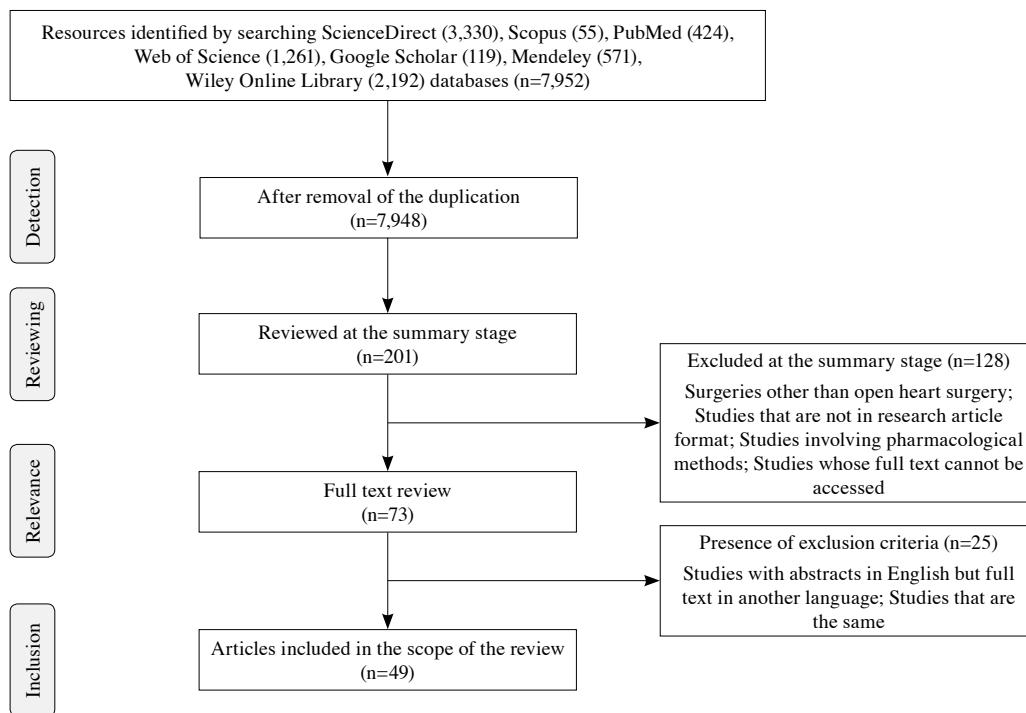 Resources identified by searching ScienceDirect (3,330), Scopus (55), PubMed (424),
Web of Science (1,261), Google Scholar (119), Mendeley (571),
Wiley Online Library (2,192) databases (n=7,952)
Detection
After removal of the duplication
(n=7,948)
Reviewing
Reviewed at the summary stage
(n=201)
Excluded at the summary stage (n=128)
Surgeries other than open heart surgery;
Studies that are not in research article
format; Studies involving pharmacological
methods; Studies whose full text cannot be
accessed
Relevance
Full text review
(n=73)
Presence of exclusion criteria (n=25)
Studies with abstracts in English but full
text in another language; Studies that are
the same
Inclusion
Articles included in the scope of the review
(n=49)